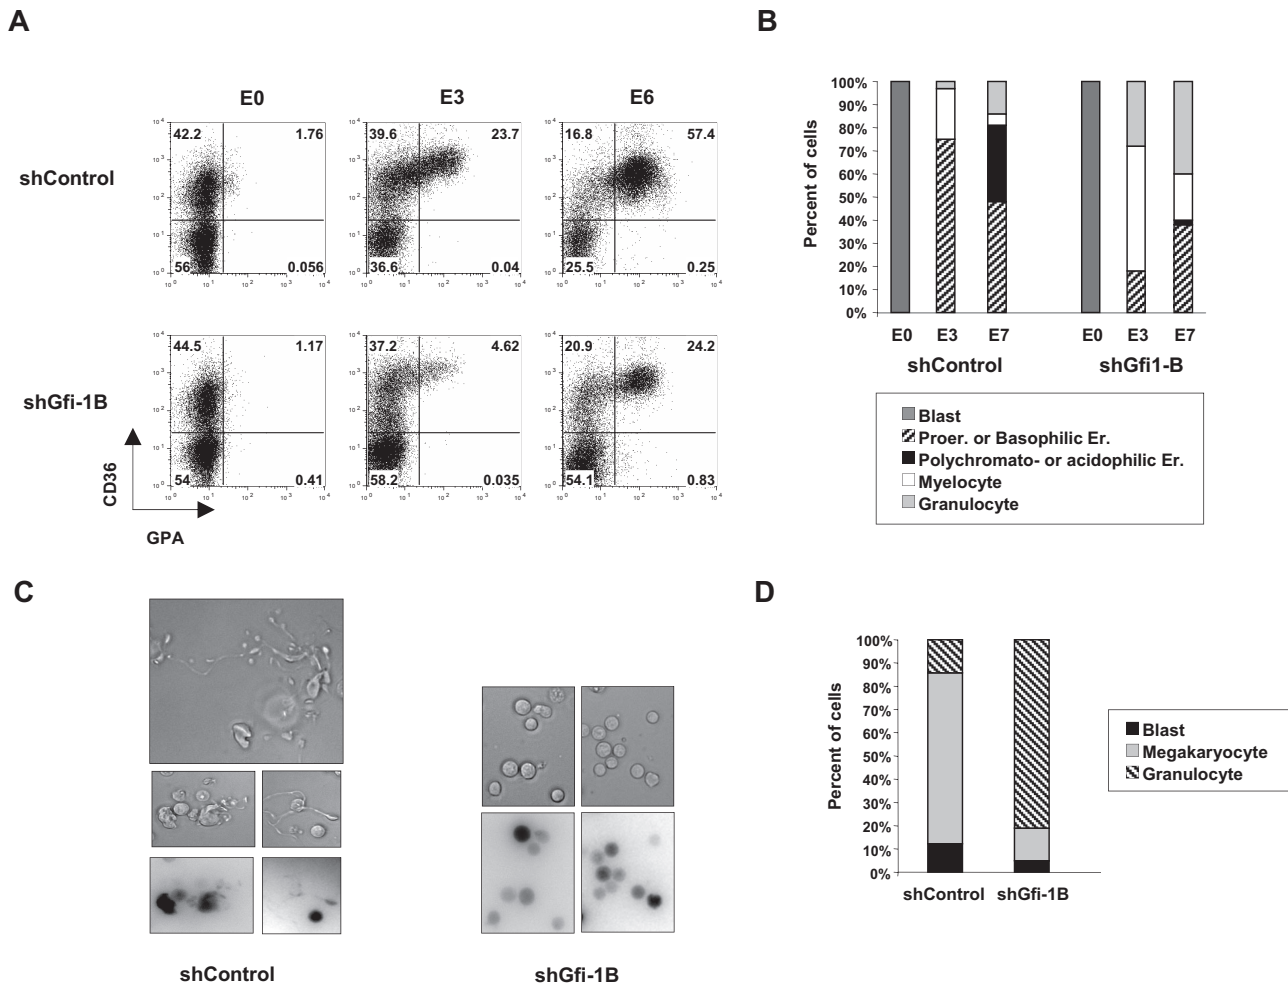 A
E0
E3
E6
shControl
42.2
1.76
56
0.056
39.6
23.7
36.6
0.04
16.8
57.4
25.5
0.25
shGfi-1B
44.5
1.17
54
0.41
37.2
4.62
58.2
0.035
20.9
24.2
54.1
0.83
CD36
GPA
B
Percent of cells
100%
90%
80%
70%
60%
50%
40%
30%
20%
10%
0%
E0 E3 E7 E0 E3 E7
shControl shGfi1-B
Blast
Proer. or Basophilic Er.
Polychromato- or acidophilic Er.
Myelocyte
Granulocyte
C
shControl
shGfi-1B
D
Percent of cells
100%
90%
80%
70%
60%
50%
40%
30%
20%
10%
0%
shControl shGfi-1B
Blast
Megakaryocyte
Granulocyte